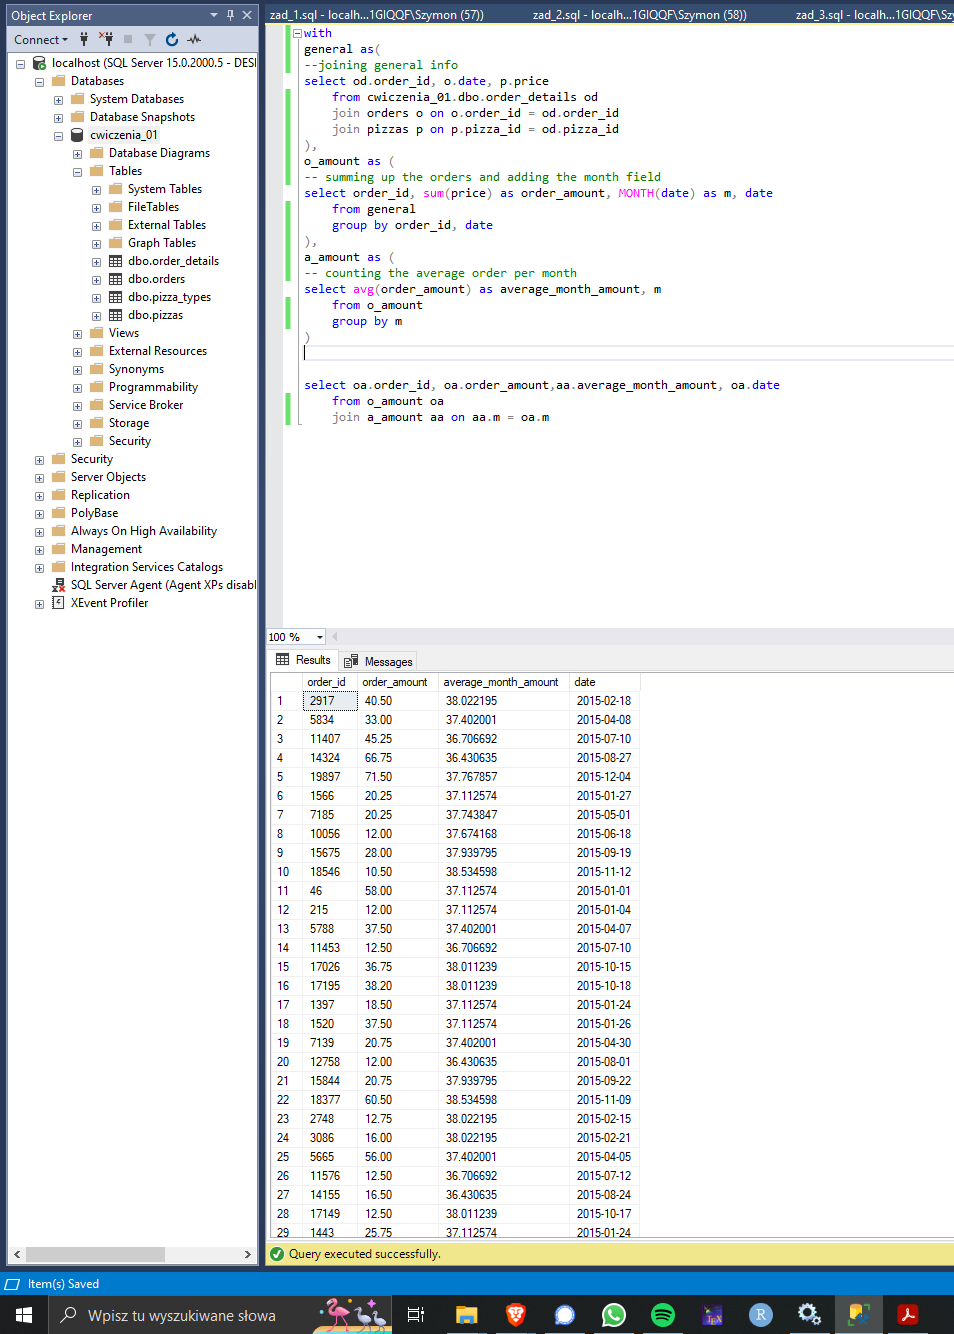 Object Explorer
zad_1.sql - localh...1GIQQF\Szymon (57))
zad_2.sql - localh...1GIQQF\Szymon (58))
zad_3.sql - localh...1GIQQF\Sz
Connect
localhost (SQL Server 15.0.2000.5 - DESI
Databases
System Databases
Database Snapshots
cwiczenia_01
Database Diagrams
Tables
System Tables
FileTables
External Tables
Graph Tables
dbo.order_details
dbo.orders
dbo.pizza_types
dbo.pizzas
Views
External Resources
Synonyms
Programmability
Service Broker
Storage
Security
Security
Server Objects
Replication
PolyBase
Always On High Availability
Management
Integration Services Catalogs
SQL Server Agent (Agent XPs disabl
XEvent Profiler
with
general as(
--joining general info
select od.order_id, o.date, p.price
from cwiczenia_01.dbo.order_details od
join orders o on o.order_id = od.order_id
join pizzas p on p.pizza_id = od.pizza_id
),
o_amount as (
-- summing up the orders and adding the month field
select order_id, sum(price) as order_amount, MONTH(date) as m, date
from general
group by order_id, date
),
a_amount as (
-- counting the average order per month
select avg(order_amount) as average_month_amount, m
from o_amount
group by m
)
select oa.order_id, oa.order_amount,aa.average_month_amount, oa.date
from o_amount oa
join a_amount aa on aa.m = oa.m
100 %
Results
Messages
order_id order_amount average_month_amount date
1 2917 40.50 38.022195 2015-02-18
2 5834 33.00 37.402001 2015-04-08
3 11407 45.25 36.706692 2015-07-10
4 14324 66.75 36.430635 2015-08-27
5 19897 71.50 37.767857 2015-12-04
6 1566 20.25 37.112574 2015-01-27
7 7185 20.25 37.743847 2015-05-01
8 10056 12.00 37.674168 2015-06-18
9 15675 28.00 37.939795 2015-09-19
10 18546 10.50 38.534598 2015-11-12
11 46 58.00 37.112574 2015-01-01
12 215 12.00 37.112574 2015-01-04
13 5788 37.50 37.402001 2015-04-07
14 11453 12.50 36.706692 2015-07-10
15 17026 36.75 38.011239 2015-10-15
16 17195 38.20 38.011239 2015-10-18
17 1397 18.50 37.112574 2015-01-24
18 1520 37.50 37.112574 2015-01-26
19 7139 20.75 37.402001 2015-04-30
20 12758 12.00 36.430635 2015-08-01
21 15844 20.75 37.939795 2015-09-22
22 18377 60.50 38.534598 2015-11-09
23 2748 12.75 38.022195 2015-02-15
24 3086 16.00 38.022195 2015-02-21
25 5665 56.00 37.402001 2015-04-05
26 11576 12.50 36.706692 2015-07-12
27 14155 16.50 36.430635 2015-08-24
28 17149 12.50 38.011239 2015-10-17
29 1443 25.75 37.112574 2015-01-24
Query executed successfully.
Item(s) Saved
Wpisz tu wyszukiwane słowa
TEX
R